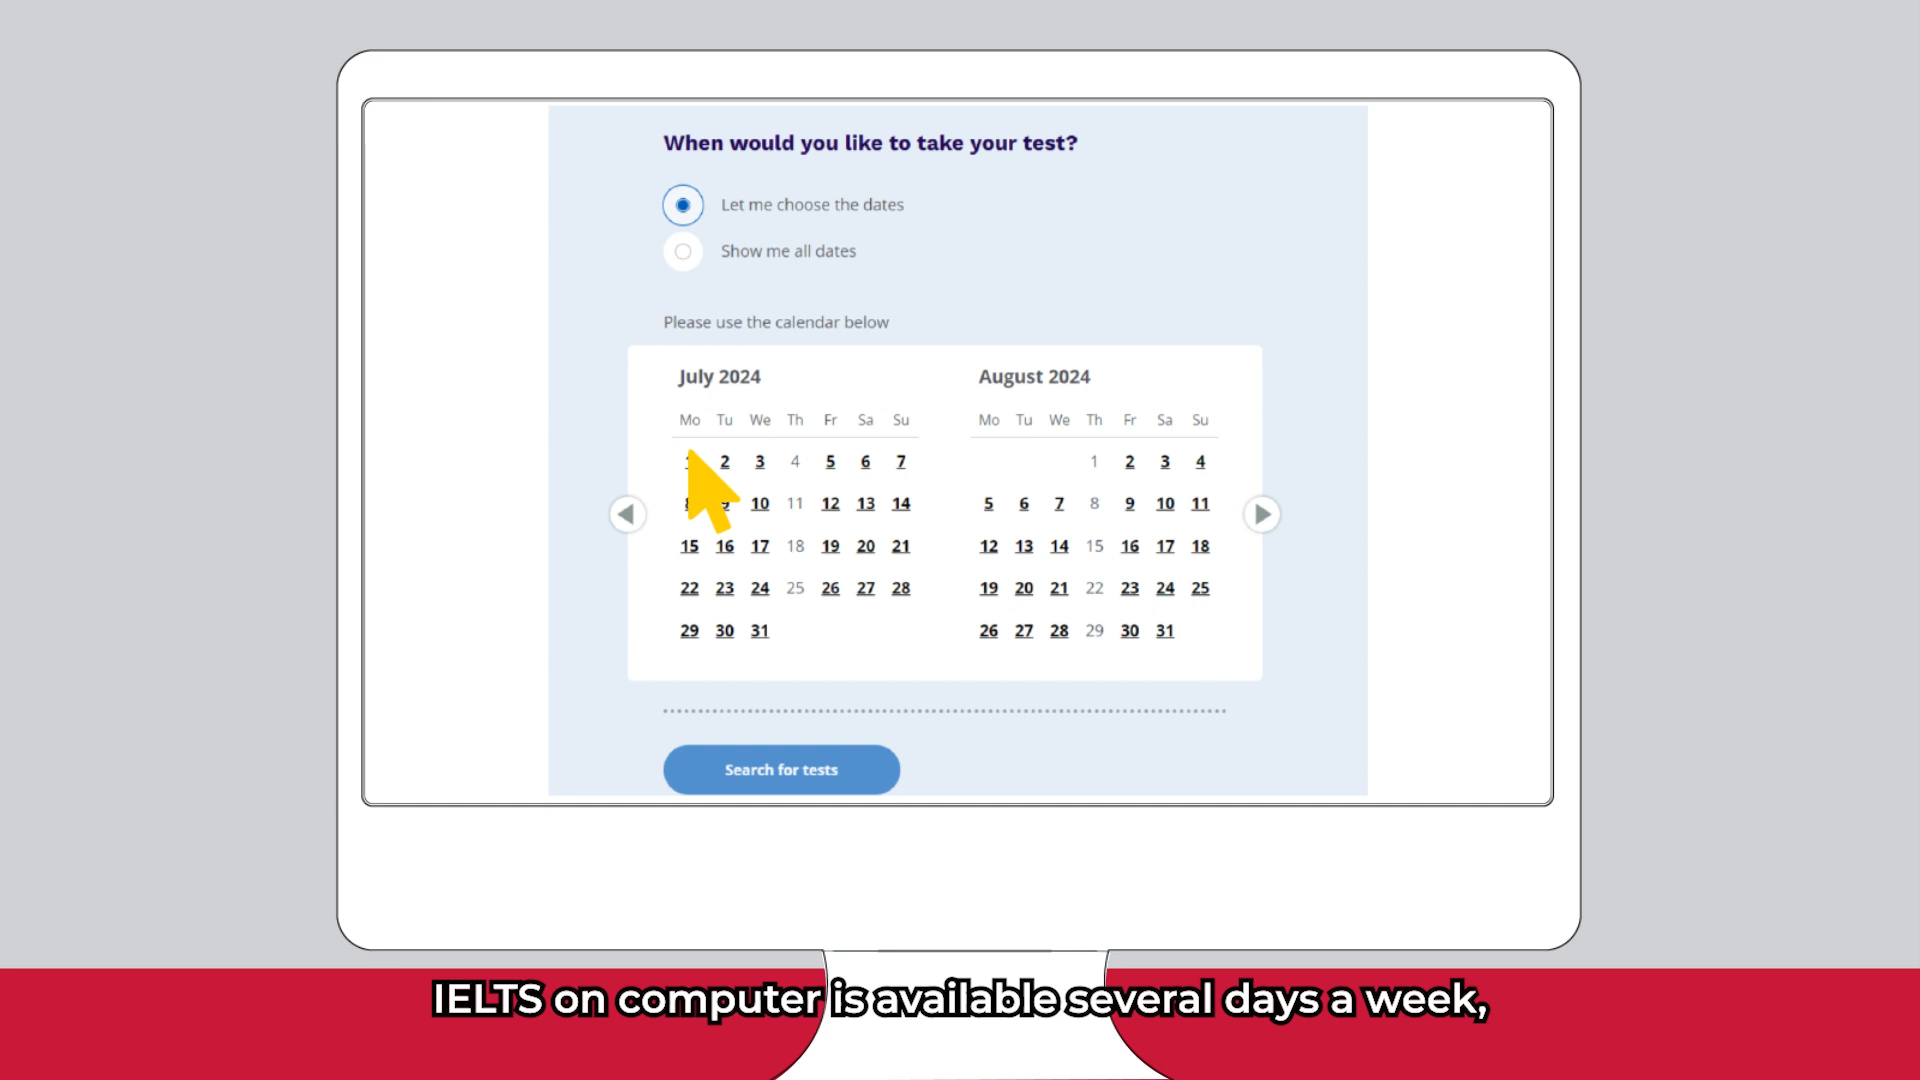 When would you like to take your test?
Let me choose the dates
Show me all dates
Please use the calendar below
July 2024
Mo Tu We Th Fr Sa Su
2 3 4 5 6 7
10 11 12 13 14
15 16 17 18 19 20 21
22 23 24 25 26 27 28
29 30 31
August 2024
Mo Tu We Th Fr Sa Su
1 2 3 4
5 6 7 8 9 10 11
12 13 14 15 16 17 18
19 20 21 22 23 24 25
26 27 28 29 30 31
Search for tests
IELTS on computer is available several days a week,